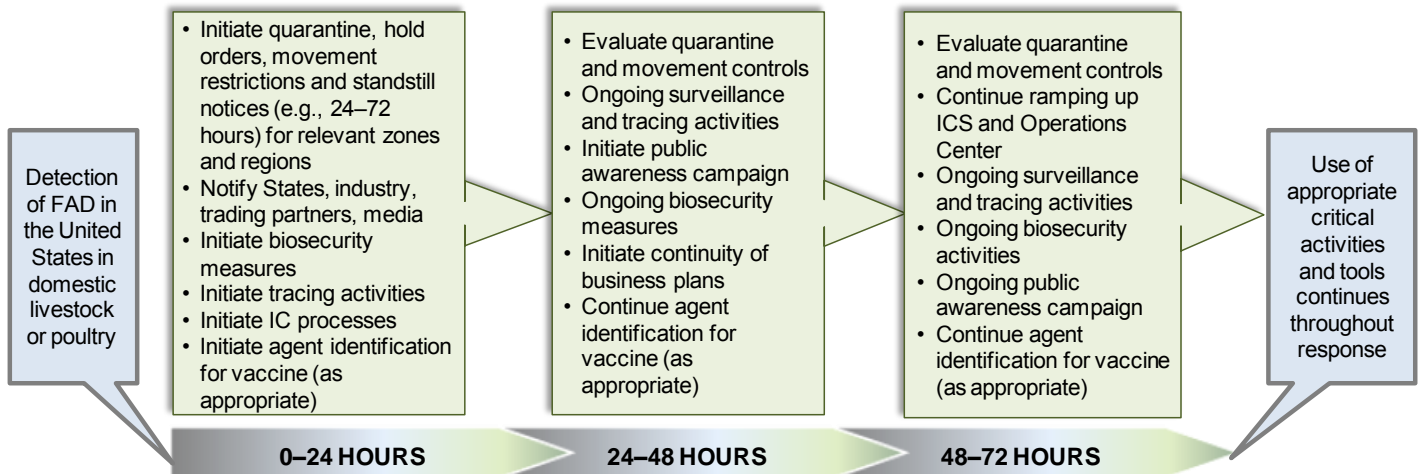 Detection
of FAD in
the United
States in
domestic
livestock
or poultry
• Initiate quarantine, hold
orders, movement
restrictions and standstill
notices (e.g., 24–72
hours) for relevant zones
and regions
• Notify States, industry,
trading partners, media
• Initiate biosecurity
measures
• Initiate tracing activities
• Initiate IC processes
• Initiate agent identification
for vaccine (as
appropriate)
• Evaluate quarantine
and movement controls
• Ongoing surveillance
and tracing activities
• Initiate public
awareness campaign
• Ongoing biosecurity
measures
• Initiate continuity of
business plans
• Continue agent
identification for
vaccine (as
appropriate)
• Evaluate quarantine
and movement controls
• Continue ramping up
ICS and Operations
Center
• Ongoing surveillance
and tracing activities
• Ongoing biosecurity
activities
• Ongoing public
awareness campaign
• Continue agent
identification for vaccine
(as appropriate)
Use of
appropriate
critical
activities
and tools
continues
throughout
response
0–24 HOURS
24–48 HOURS
48–72 HOURS